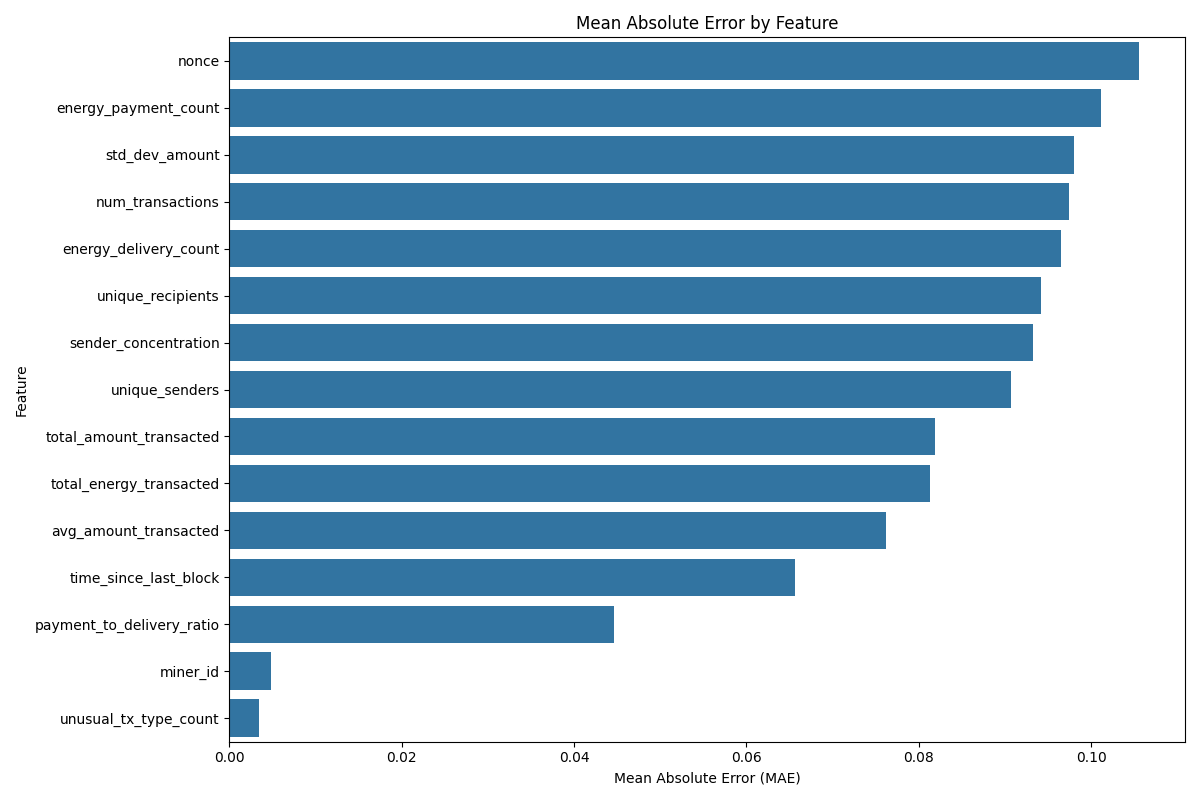 Mean Absolute Error by Feature
Feature
nonce
energy_payment_count
std_dev_amount
num_transactions
energy_delivery_count
unique_recipients
sender_concentration
unique_senders
total_amount_transacted
total_energy_transacted
avg_amount_transacted
time_since_last_block
payment_to_delivery_ratio
miner_id
unusual_tx_type_count
0.00 0.02 0.04 0.06 0.08 0.10
Mean Absolute Error (MAE)